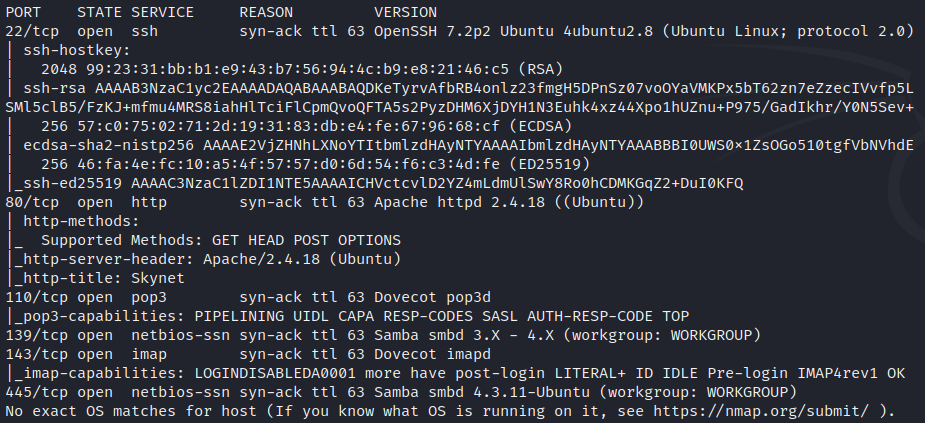 PORT    STATE SERVICE     REASON         VERSION
22/tcp  open  ssh         syn-ack ttl 63 OpenSSH 7.2p2 Ubuntu 4ubuntu2.8 (Ubuntu Linux; protocol 2.0)
| ssh-hostkey:
|   2048 99:23:31:bb:b1:e9:43:b7:56:94:4c:b9:e8:21:46:c5 (RSA)
| ssh-rsa AAAAB3NzaC1yc2EAAAADAQABAAABAQDKeTyrvAfbRB4onlz23fmgH5DPnSz07voOYaVMKPx5bT62zn7eZzecIVvfp5L
SMl5clB5/FzKJ+mfmu4MRS8iahHlTciFlCpmQvoQFTA5s2PyzDHM6XjDYH1N3Euhk4xz44Xpo1hUZnu+P975/GadIkhr/Y0N5Sev+
|   256 57:c0:75:02:71:2d:19:31:83:db:e4:fe:67:96:68:cf (ECDSA)
| ecdsa-sha2-nistp256 AAAAE2VjZHNhLXNoYTItbmlzdHAyNTYAAAAIbmlzdHAyNTYAAABBBI0UWS0×1ZsOGo510tgfVbNVhdE
|   256 46:fa:4e:fc:10:a5:4f:57:57:d0:6d:54:f6:c3:4d:fe (ED25519)
|_ssh-ed25519 AAAAC3NzaC1lZDI1NTE5AAAAICHVctcvlD2YZ4mLdmUlSwY8Ro0hCDMKGqZ2+DuI0KFQ
80/tcp  open  http        syn-ack ttl 63 Apache httpd 2.4.18 ((Ubuntu))
| http-methods:
|_  Supported Methods: GET HEAD POST OPTIONS
|_http-server-header: Apache/2.4.18 (Ubuntu)
|_http-title: Skynet
110/tcp open  pop3        syn-ack ttl 63 Dovecot pop3d
|_pop3-capabilities: PIPELINING UIDL CAPA RESP-CODES SASL AUTH-RESP-CODE TOP
139/tcp open  netbios-ssn syn-ack ttl 63 Samba smbd 3.X - 4.X (workgroup: WORKGROUP)
143/tcp open  imap        syn-ack ttl 63 Dovecot imapd
|_imap-capabilities: LOGINDISABLEDA0001 more have post-login LITERAL+ ID IDLE Pre-login IMAP4rev1 OK
445/tcp open  netbios-ssn syn-ack ttl 63 Samba smbd 4.3.11-Ubuntu (workgroup: WORKGROUP)
No exact OS matches for host (If you know what OS is running on it, see https://nmap.org/submit/ ).